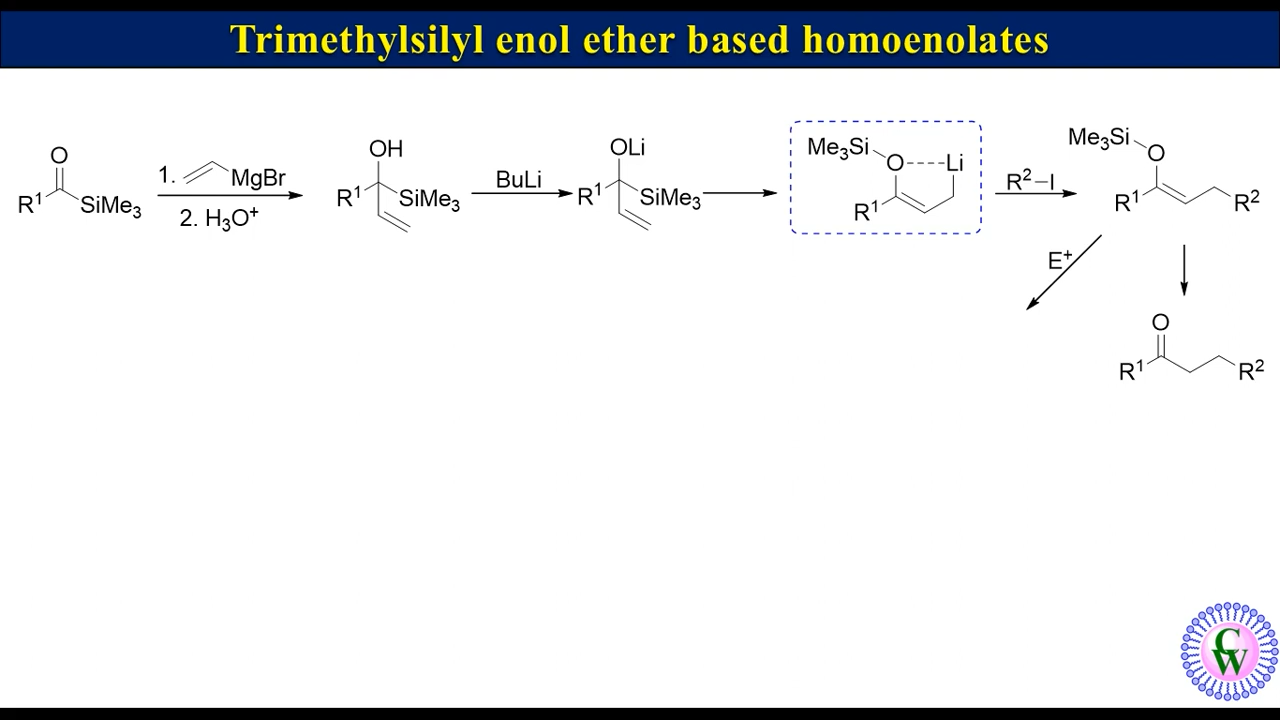 Trimethylsilyl enol ether based homoenolates
O
R¹ SiMe₃
1. MgBr
2. H₃O⁺
OH
R¹ SiMe₃
BuLi
OLi
R¹ SiMe₃
Me₃Si
O Li
R¹
R²–I
Me₃Si
O
R¹ R²
E⁺
O
R¹ R²
CW